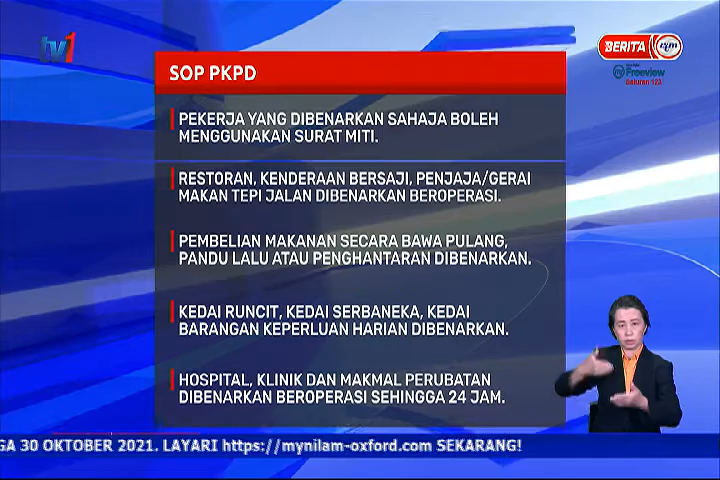 tv1
BERITA rtm
Freeview
Saluran 123
SOP PKPD
PEKERJA YANG DIBENARKAN SAHAJA BOLEH
MENGGUNAKAN SURAT MITI.
RESTORAN, KENDERAAN BERSAJI, PENJAJA/GERAI
MAKAN TEPI JALAN DIBENARKAN BEROPERASI.
PEMBELIAN MAKANAN SECARA BAWA PULANG,
PANDU LALU ATAU PENGHANTARAN DIBENARKAN.
KEDAI RUNCIT, KEDAI SERBANEKA, KEDAI
BARANGAN KEPERLUAN HARIAN DIBENARKAN.
HOSPITAL, KLINIK DAN MAKMAL PERUBATAN
DIBENARKAN BEROPERASI SEHINGGA 24 JAM.
GA 30 OKTOBER 2021. LAYARI https://mynilam-oxford.com SEKARANG!